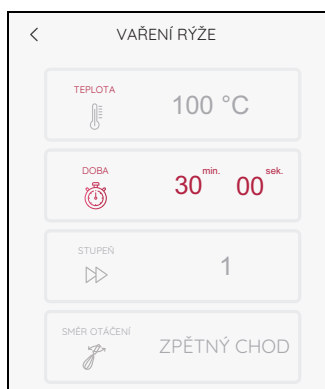 VAŘENÍ RÝŽE
TEPLOTA
100 °C
DOBA
30 min. 00 sek.
STUPEŇ
1
SMĚR OTÁČENÍ
ZPĚTNÝ CHOD